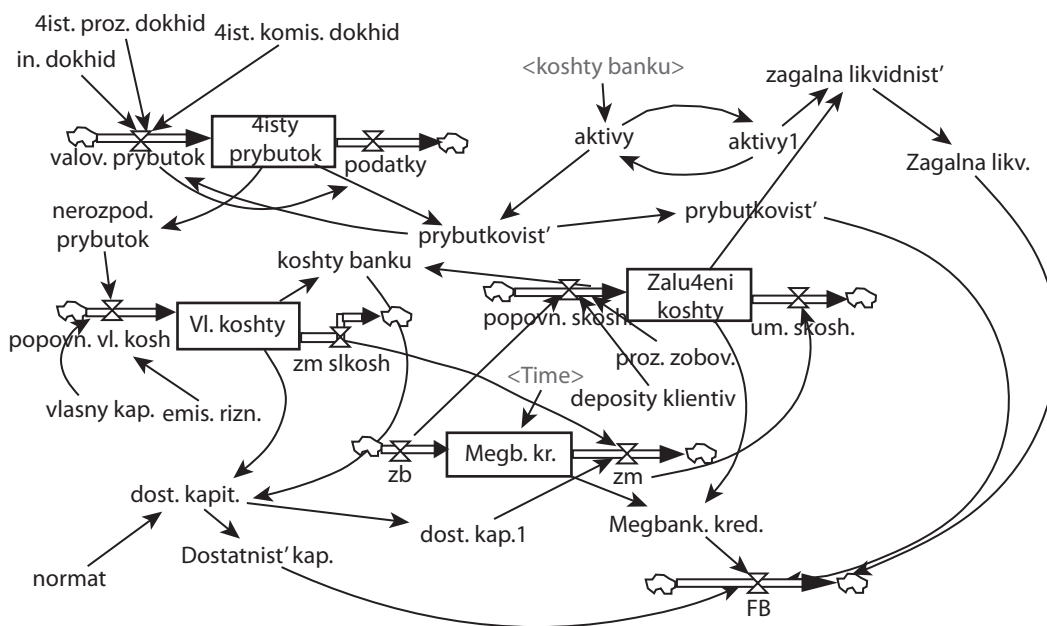 4ist. proz. dokhid
4ist. komis. dokhid
in. dokhid
<koshty banku>
zagalna likvidnist’
4isty
prybutok
valov. prybutok
podatky
aktivy
aktivy1
Zagalna likv.
nerozpod.
prybutok
prybutkovist’
prybutkovist’
koshty banku
Zalu4eni
koshty
popovn. skosh.
um. skosh.
Vl. koshty
popovn. vl. kosh
zm slkosh
proz. zobov.
<Time>
deposity klientiv
vlasny kap.
emis. rizn.
Megb. kr.
zb
zm
dost. kapit.
dost. kap.1
Megbank. kred.
Dostatnist’ kap.
normat
FB